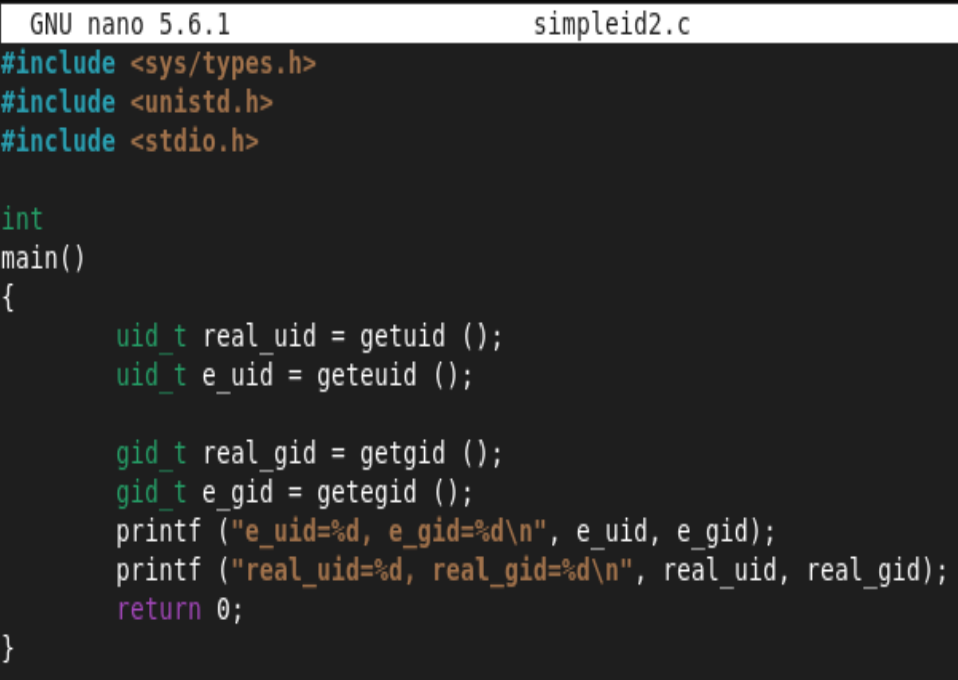 GNU nano 5.6.1 simpleid2.c
#include <sys/types.h>
#include <unistd.h>
#include <stdio.h>
int
main()
{
uid_t real_uid = getuid ();
uid_t e_uid = geteuid ();
gid_t real_gid = getgid ();
gid_t e_gid = getegid ();
printf ("e_uid=%d, e_gid=%d\n", e_uid, e_gid);
printf ("real_uid=%d, real_gid=%d\n", real_uid, real_gid);
return 0;
}